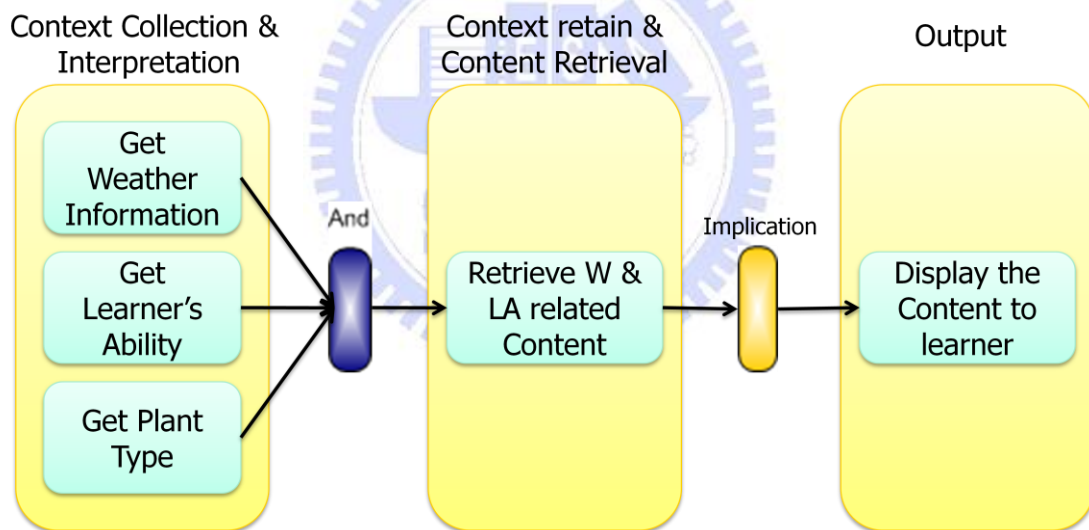 Context Collection &
Interpretation
Get
Weather
Information
Get
Learner's
Ability
Get Plant
Type
And
Context retain &
Content Retrieval
Retrieve W &
LA related
Content
Implication
Output
Display the
Content to
learner